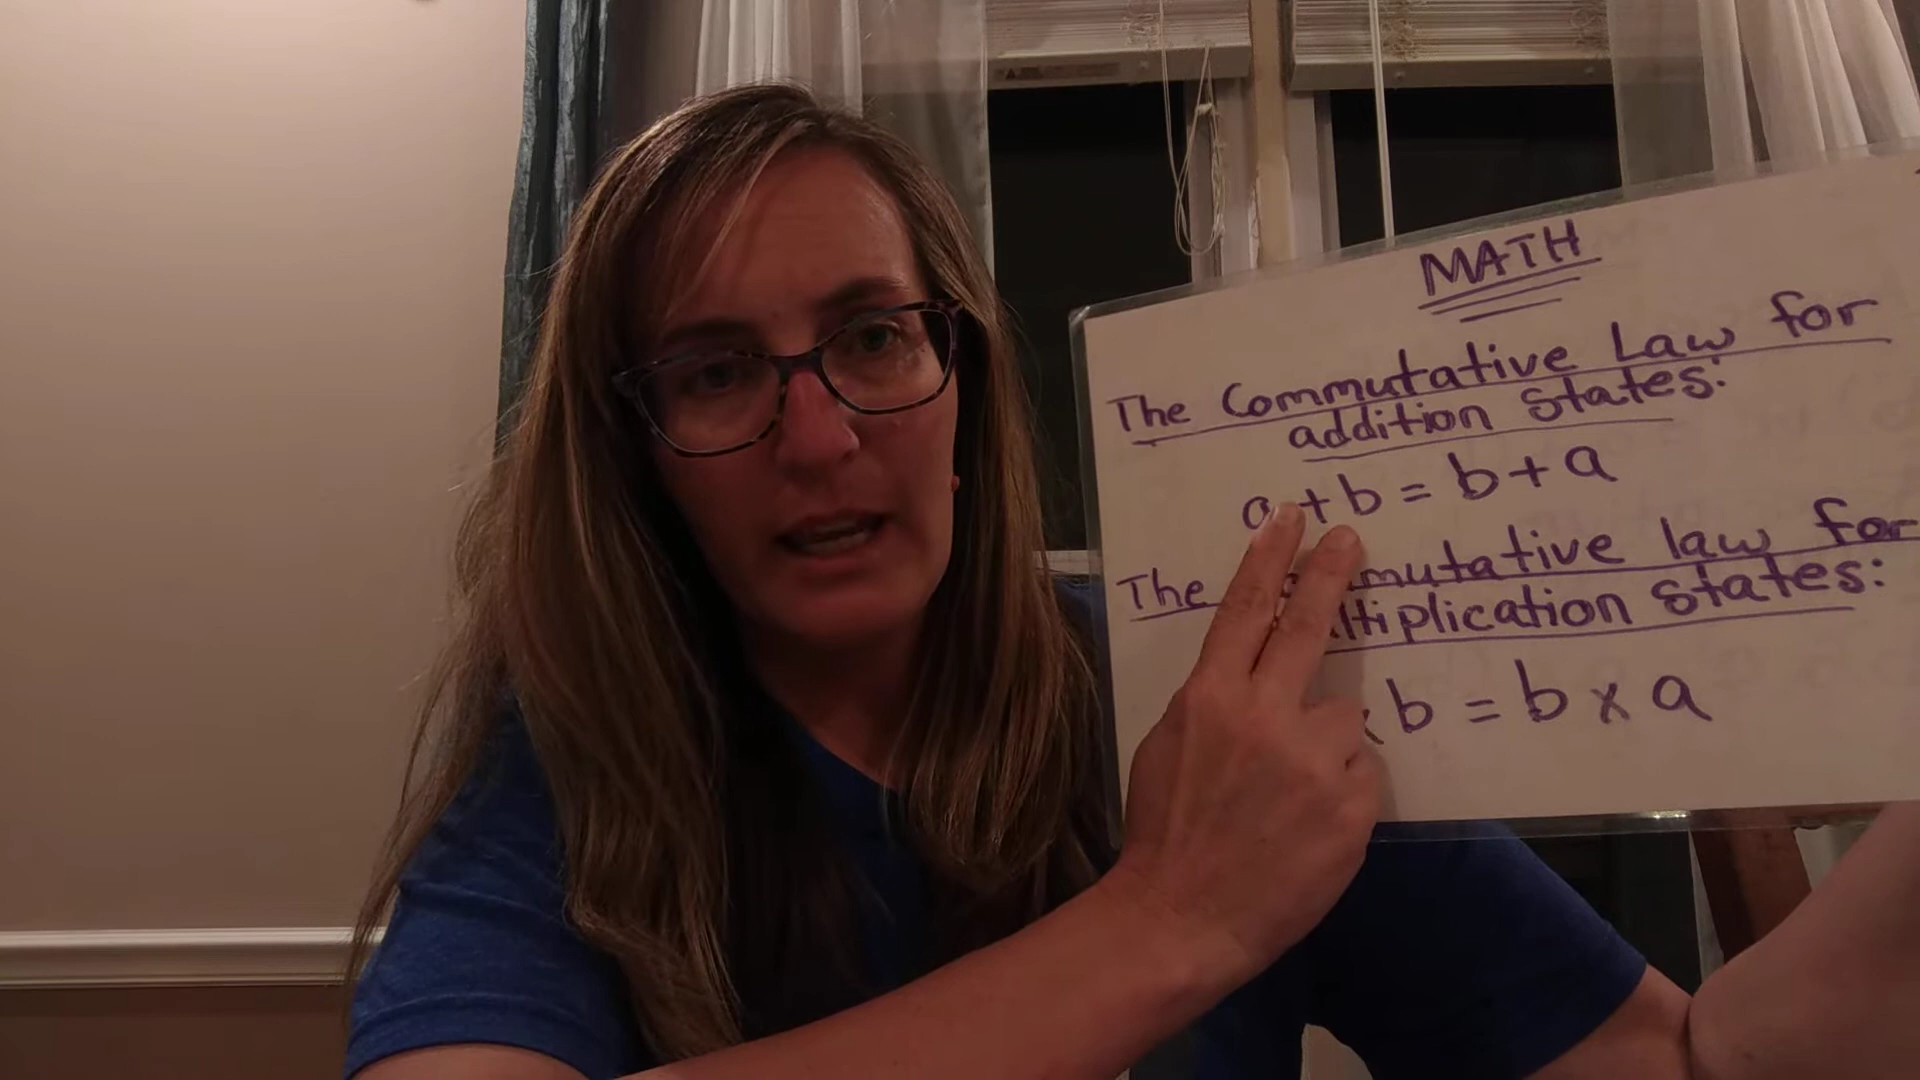 MATH
The Commutative Law for
addition States:
a + b = b + a
The mutative law for
ltiplication States:
x b = b x a